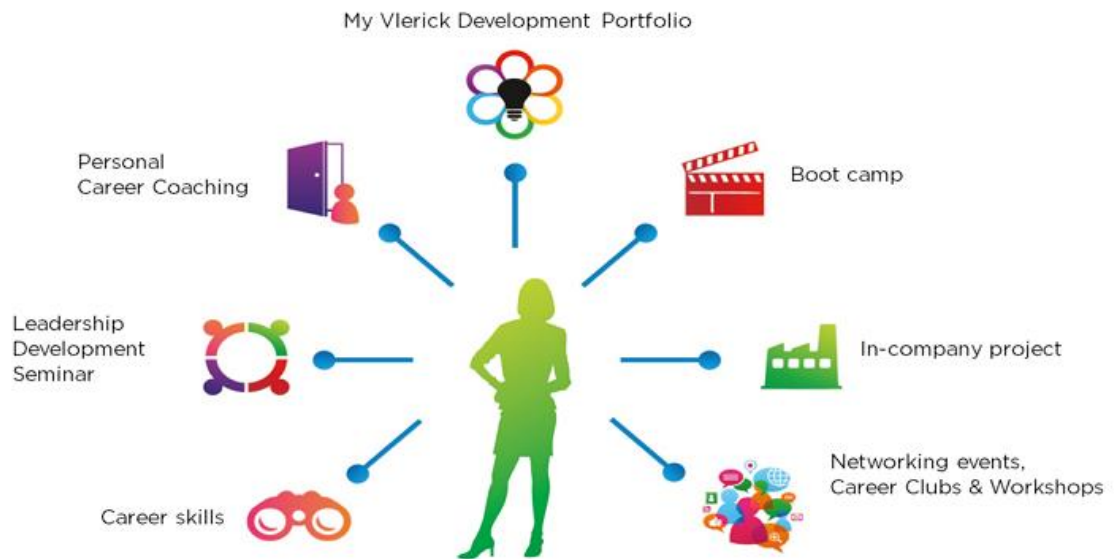 My Vlerick Development Portfolio
Personal
Career Coaching
Boot camp
Leadership
Development
Seminar
In-company project
Career skills
Networking events,
Career Clubs & Workshops